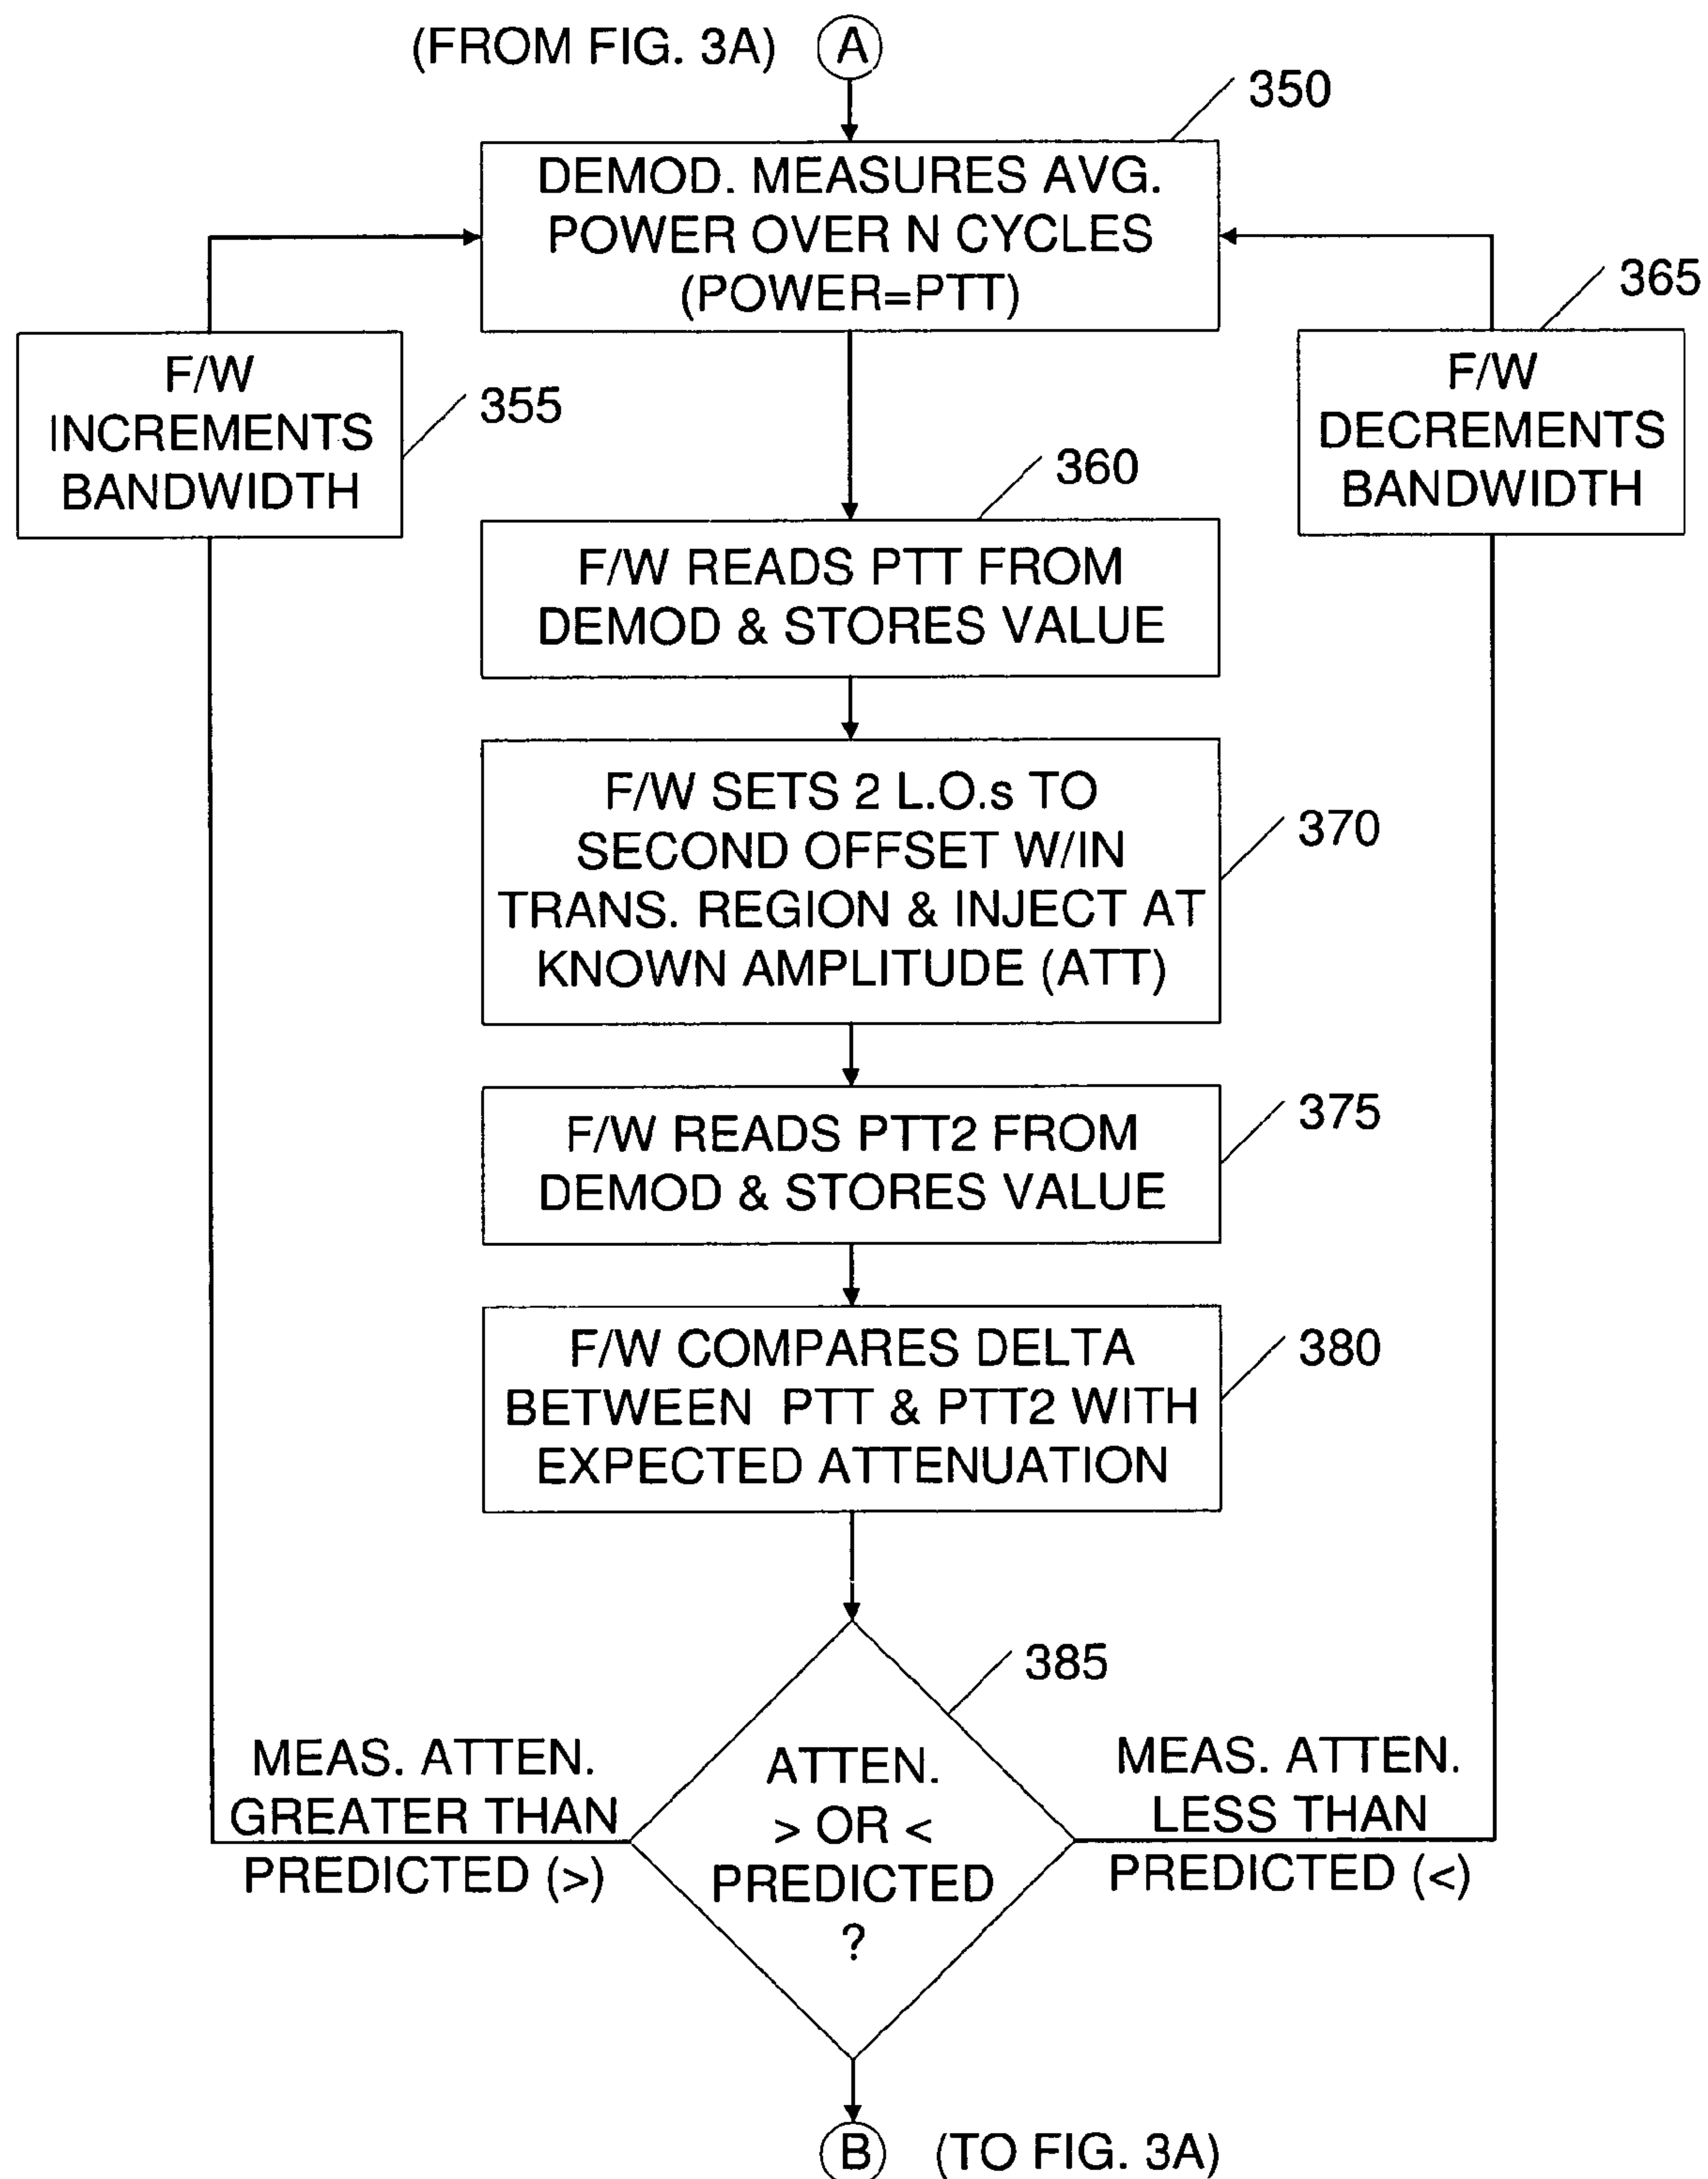 (FROM FIG. 3A) A
350
DEMOD. MEASURES AVG.
POWER OVER N CYCLES
(POWER=PTT)
365
F/W
INCREMENTS
BANDWIDTH
355
F/W
DECREMENTS
BANDWIDTH
360
F/W READS PTT FROM
DEMOD & STORES VALUE
F/W SETS 2 L.O.s TO
SECOND OFFSET W/IN
TRANS. REGION & INJECT AT
KNOWN AMPLITUDE (ATT)
370
F/W READS PTT2 FROM
DEMOD & STORES VALUE
375
F/W COMPARES DELTA
BETWEEN PTT & PTT2 WITH
EXPECTED ATTENUATION
380
385
MEAS. ATTEN.
GREATER THAN
PREDICTED (>)
ATTEN.
> OR <
PREDICTED
?
MEAS. ATTEN.
LESS THAN
PREDICTED (<)
B (TO FIG. 3A)